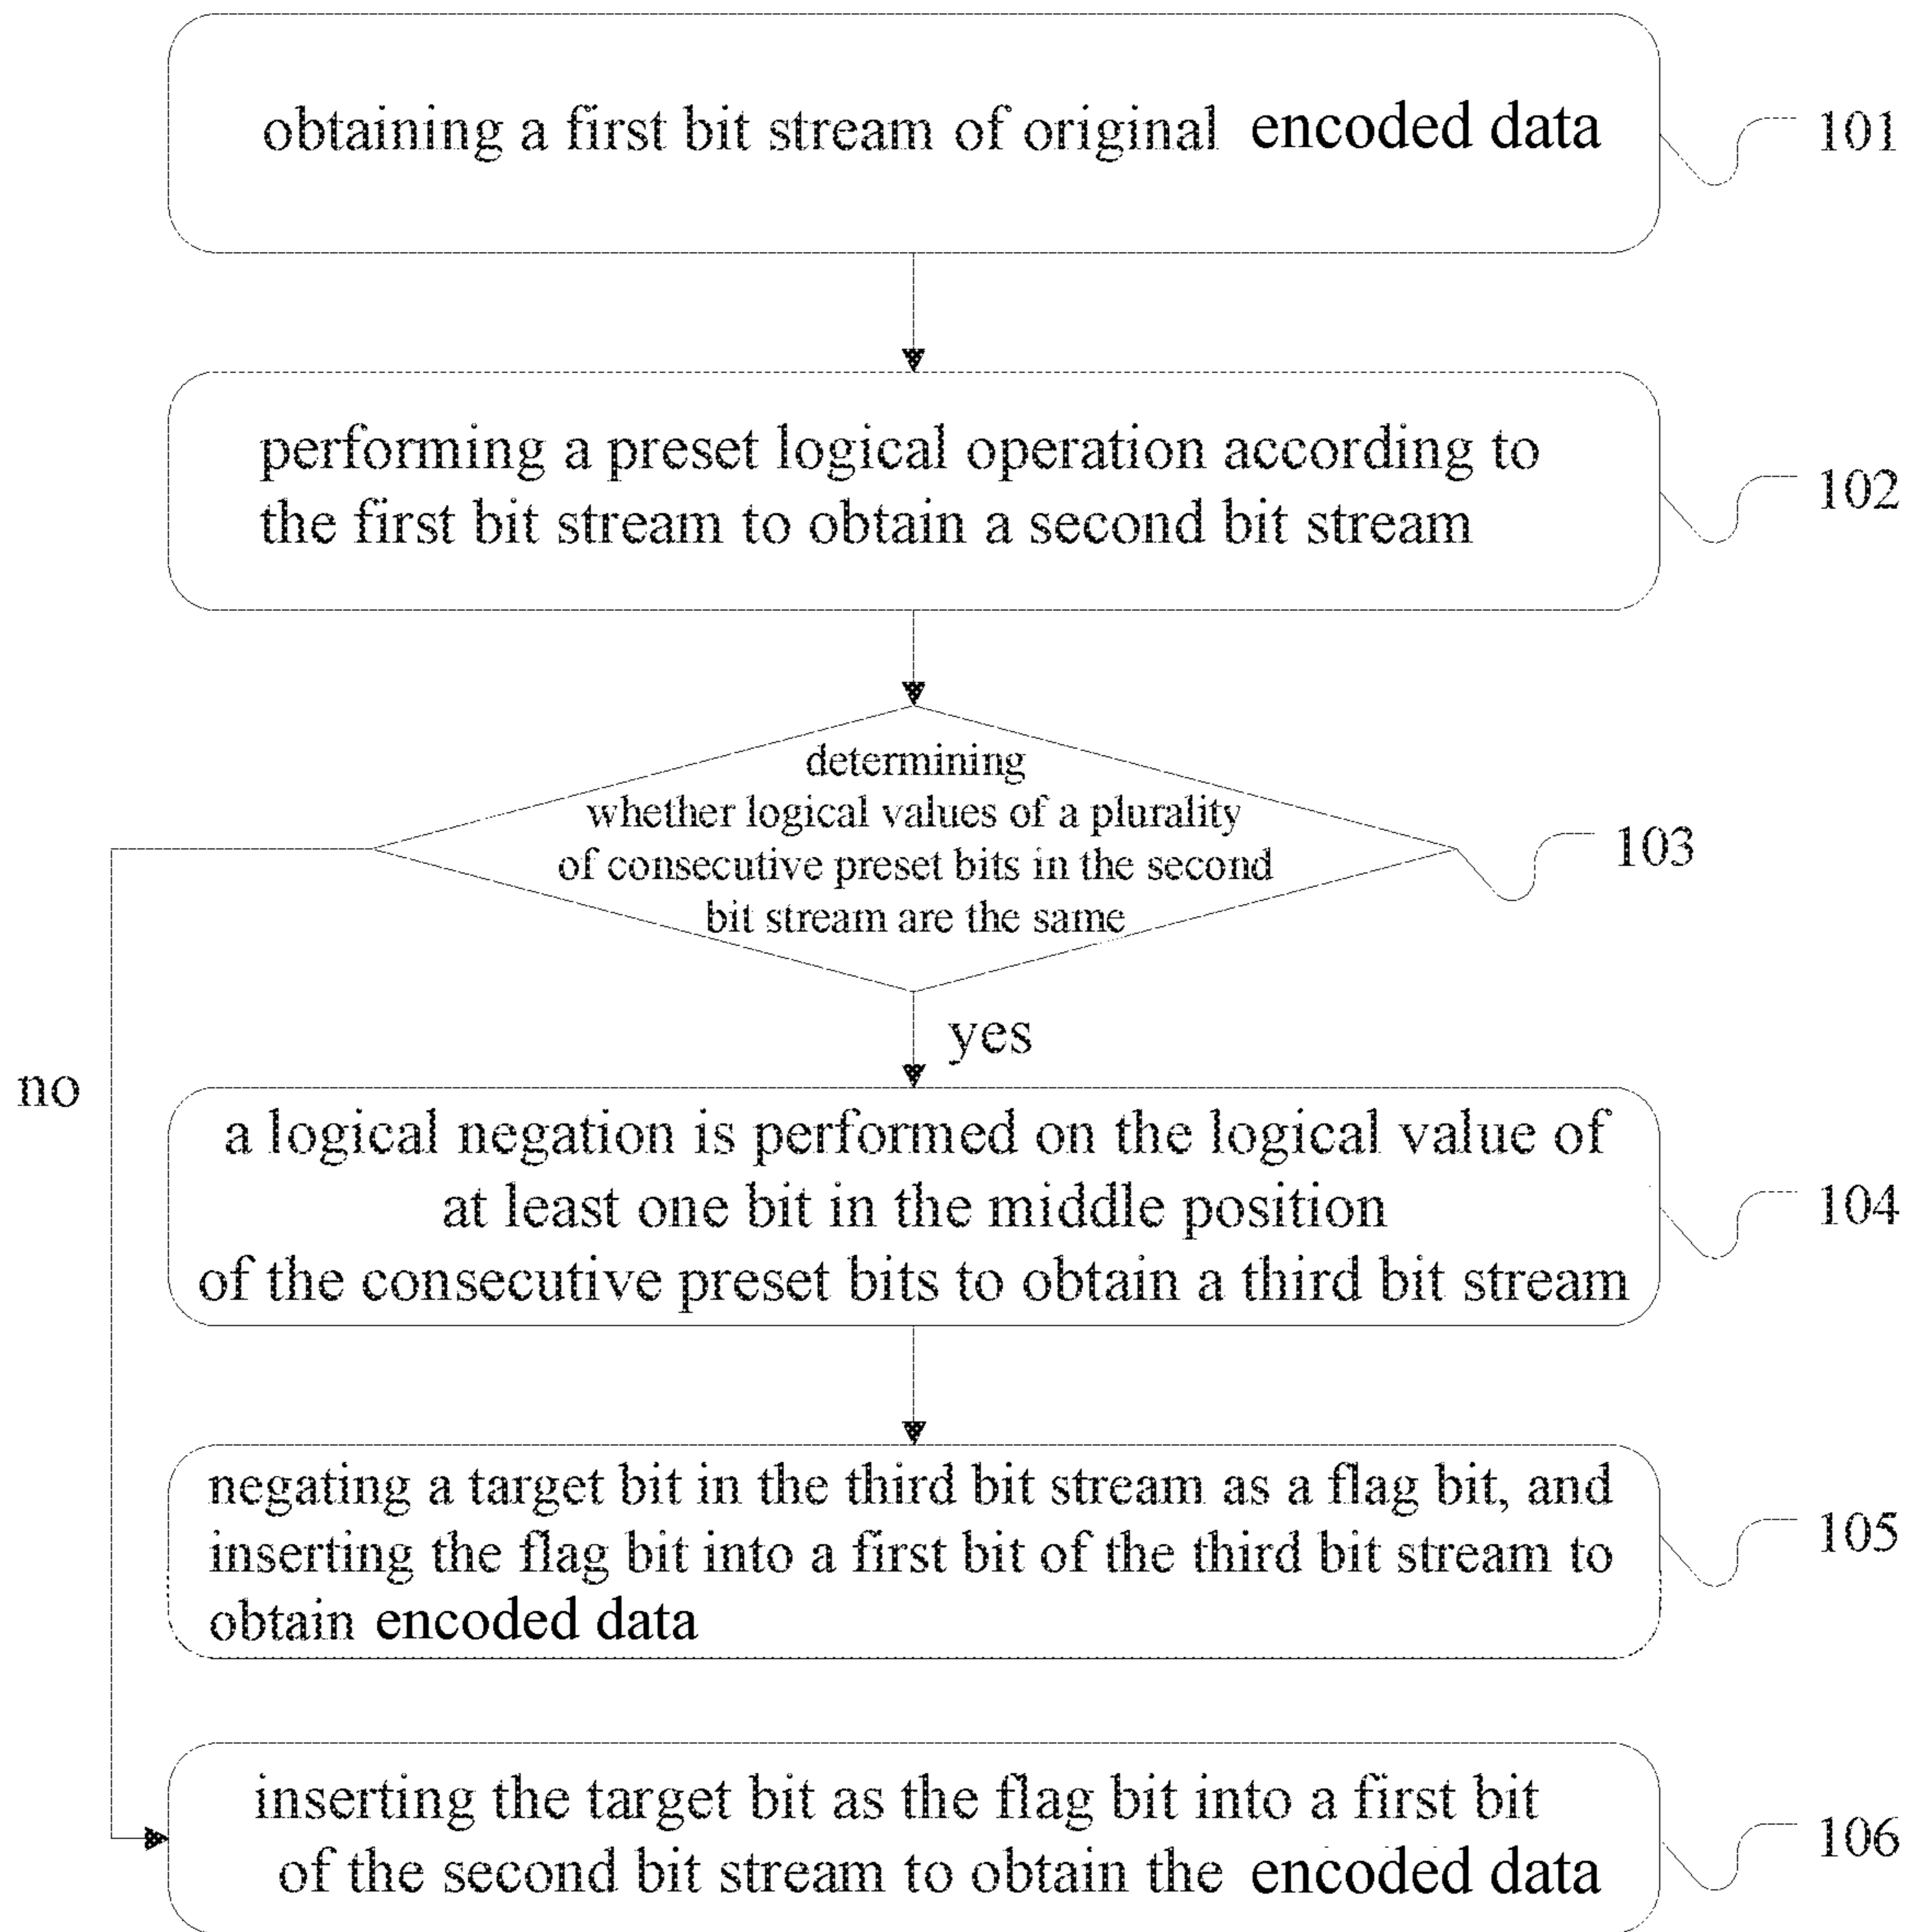 obtaining a first bit stream of original encoded data
101
performing a preset logical operation according to
the first bit stream to obtain a second bit stream
102
determining
whether logical values of a plurality
of consecutive preset bits in the second
bit stream are the same
103
yes
no
a logical negation is performed on the logical value of
at least one bit in the middle position
of the consecutive preset bits to obtain a third bit stream
104
negating a target bit in the third bit stream as a flag bit, and
inserting the flag bit into a first bit of the third bit stream to
obtain encoded data
105
inserting the target bit as the flag bit into a first bit
of the second bit stream to obtain the encoded data
106